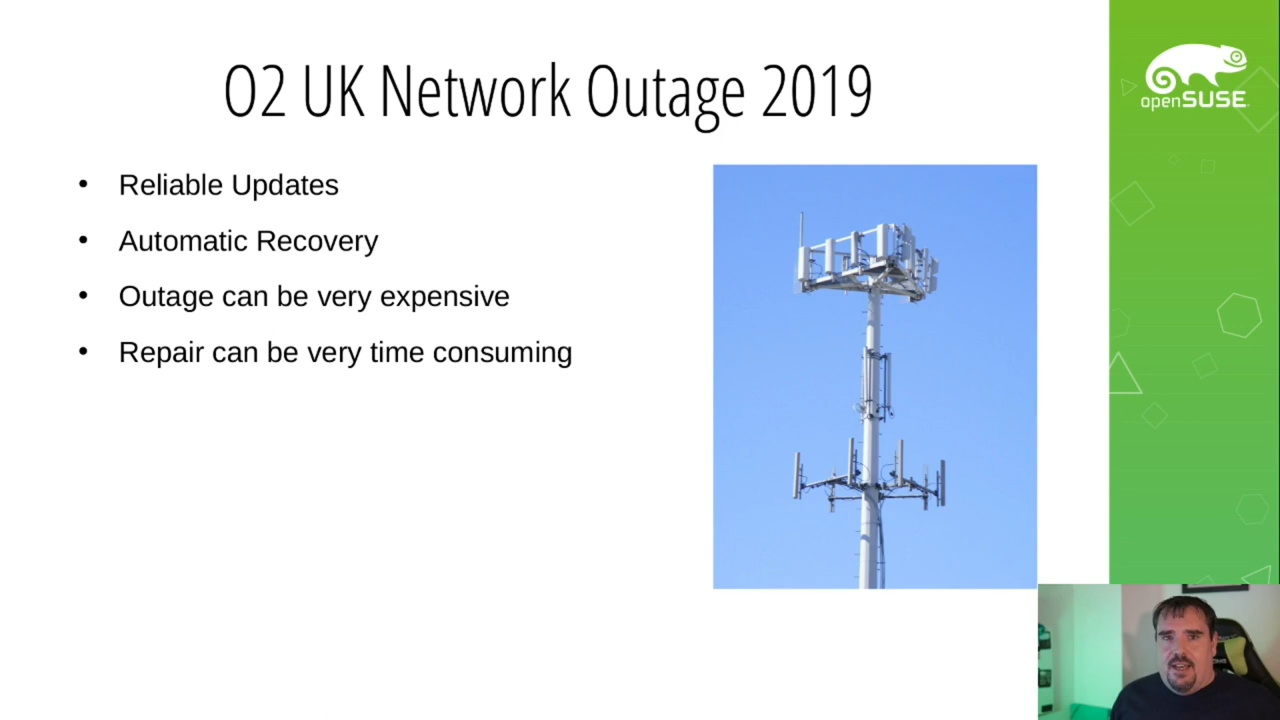 O2 UK Network Outage 2019
openSUSE
• Reliable Updates
• Automatic Recovery
• Outage can be very expensive
• Repair can be very time consuming